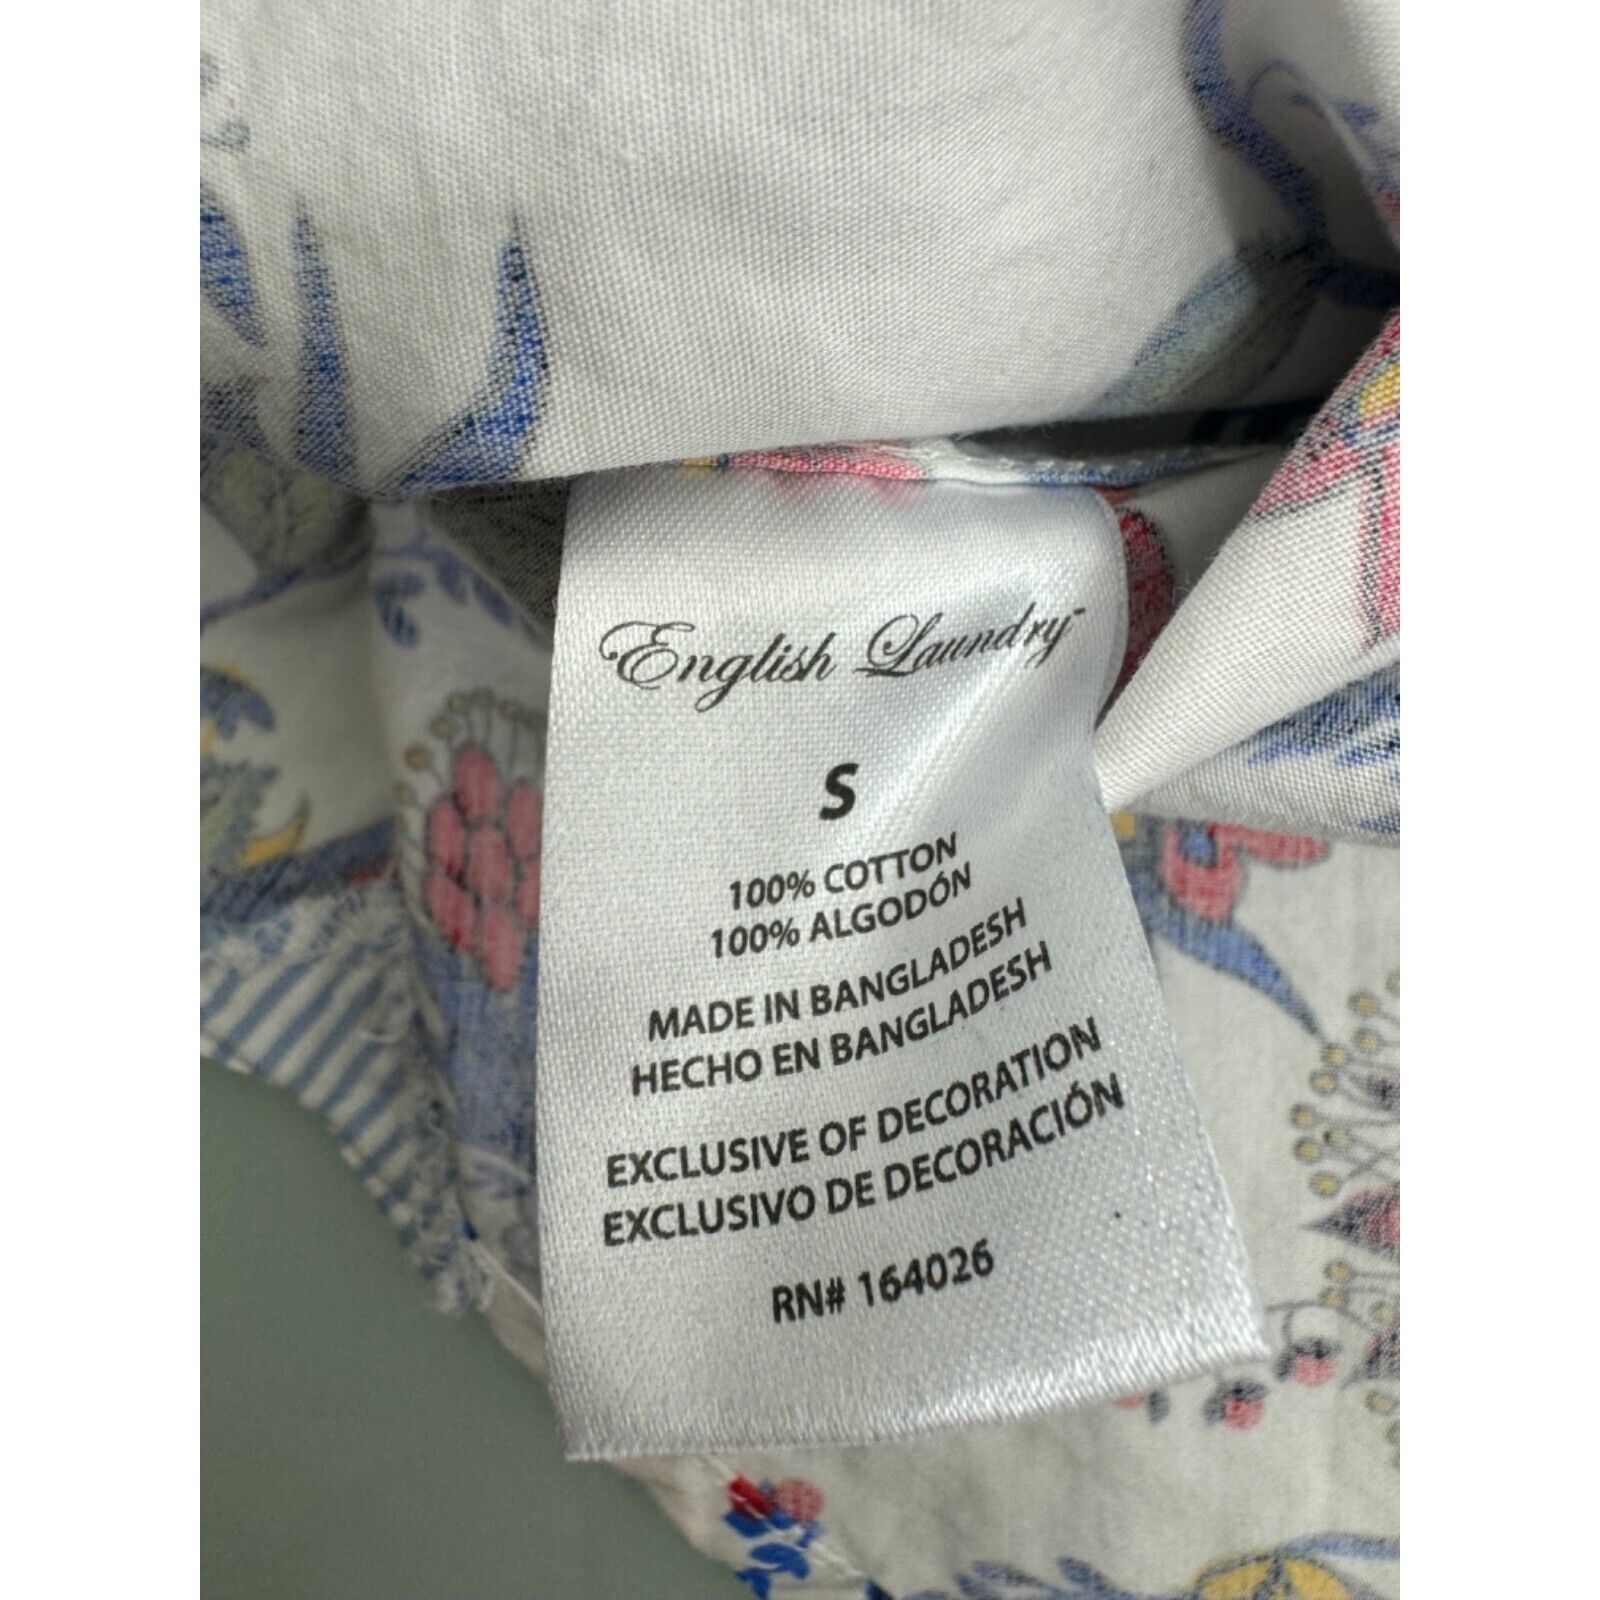 English Laundry™
S
100% COTTON
100% ALGODÓN
MADE IN BANGLADESH
HECHO EN BANGLADESH
EXCLUSIVE OF DECORATION
EXCLUSIVO DE DECORACIÓN
RN# 164026